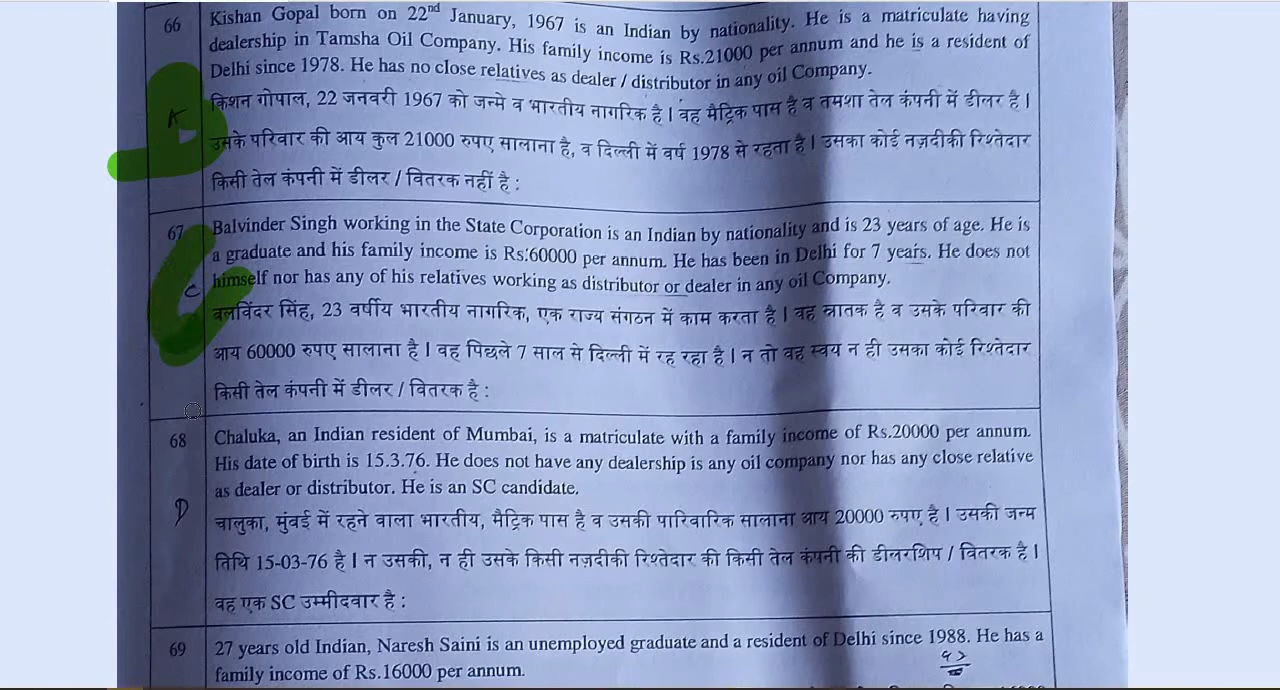 66
Kishan Gopal born on 22nd January, 1967 is an Indian by nationality. He is a matriculate having
dealership in Tamsha Oil Company. His family income is Rs.21000 per annum and he is a resident of
Delhi since 1978. He has no close relatives as dealer / distributor in any oil Company.
A
किशन गोपाल, 22 जनवरी 1967 को जन्मे व भारतीय नागरिक है। वह मैट्रिक पास है व तमशा तेल कंपनी में डीलर है।
उसके परिवार की आय कुल 21000 रुपए सालाना है, व दिल्ली में वर्ष 1978 से रहता है। उसका कोई नज़दीकी रिश्तेदार
किसी तेल कंपनी में डीलर / वितरक नहीं है :
67
Balvinder Singh working in the State Corporation is an Indian by nationality and is 23 years of age. He is
a graduate and his family income is Rs.60000 per annum. He has been in Delhi for 7 years. He does not
himself nor has any of his relatives working as distributor or dealer in any oil Company.
C
बलविंदर सिंह, 23 वर्षीय भारतीय नागरिक, एक राज्य संगठन में काम करता है। वह स्नातक है व उसके परिवार की
आय 60000 रुपए सालाना है। वह पिछले 7 साल से दिल्ली में रह रहा है। न तो वह स्वय न ही उसका कोई रिश्तेदार
किसी तेल कंपनी में डीलर / वितरक है :
68
Chaluka, an Indian resident of Mumbai, is a matriculate with a family income of Rs.20000 per annum.
His date of birth is 15.3.76. He does not have any dealership is any oil company nor has any close relative
as dealer or distributor. He is an SC candidate.
D
चालुका, मुंबई में रहने वाला भारतीय, मैट्रिक पास है व उसकी पारिवारिक सालाना आय 20000 रुपए है। उसकी जन्म
तिथि 15-03-76 है। न उसकी, न ही उसके किसी नज़दीकी रिश्तेदार की किसी तेल कंपनी की डीलरशिप / वितरक है।
वह एक SC उम्मीदवार है :
69
27 years old Indian, Naresh Saini is an unemployed graduate and a resident of Delhi since 1988. He has a
family income of Rs.16000 per annum.